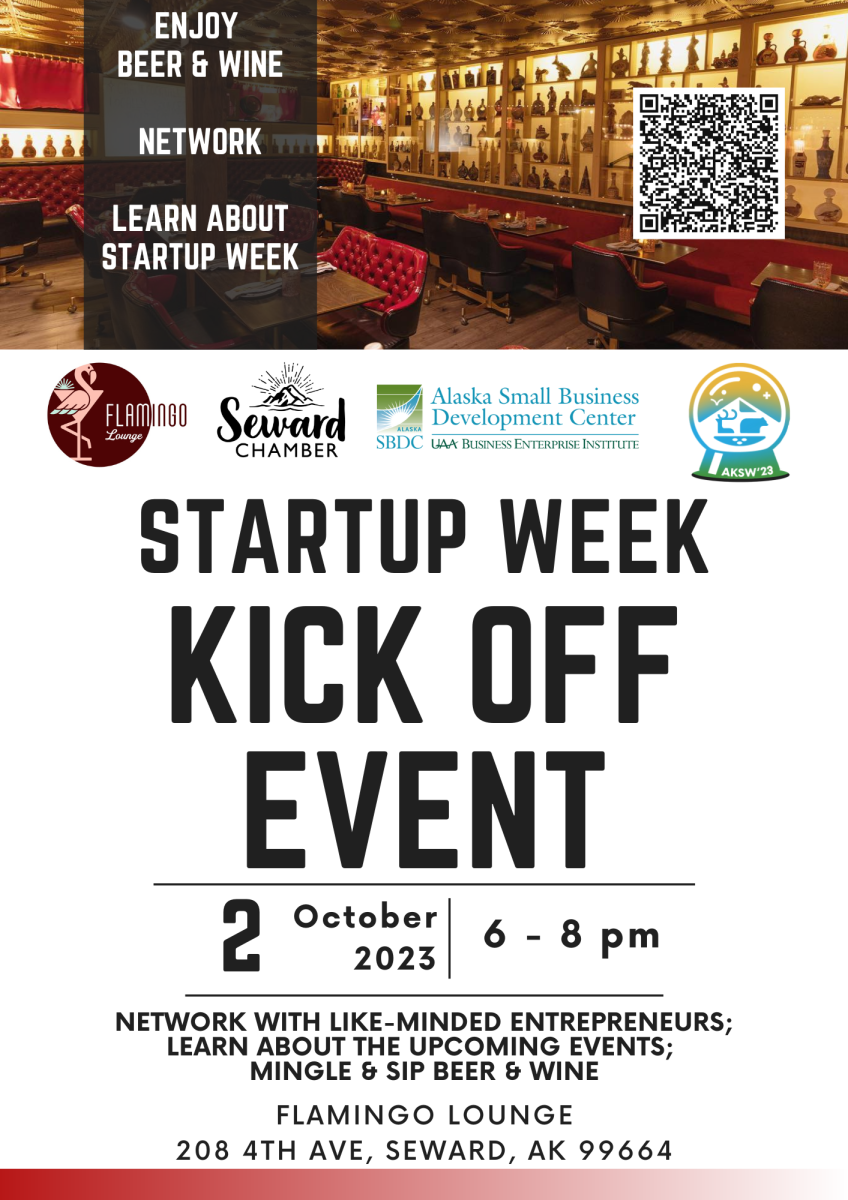 ENJOY
BEER & WINE
NETWORK
LEARN ABOUT
STARTUP WEEK
FLAMINGO
Lounge
Seward
CHAMBER
ALASKA
SBDC
Alaska Small Business
Development Center
UAA BUSINESS ENTERPRISE INSTITUTE
AKSW'23
STARTUP WEEK
KICK OFF
EVENT
2 October 2023
6 - 8 pm
NETWORK WITH LIKE-MINDED ENTREPRENEURS;
LEARN ABOUT THE UPCOMING EVENTS;
MINGLE & SIP BEER & WINE
FLAMINGO LOUNGE
208 4TH AVE, SEWARD, AK 99664